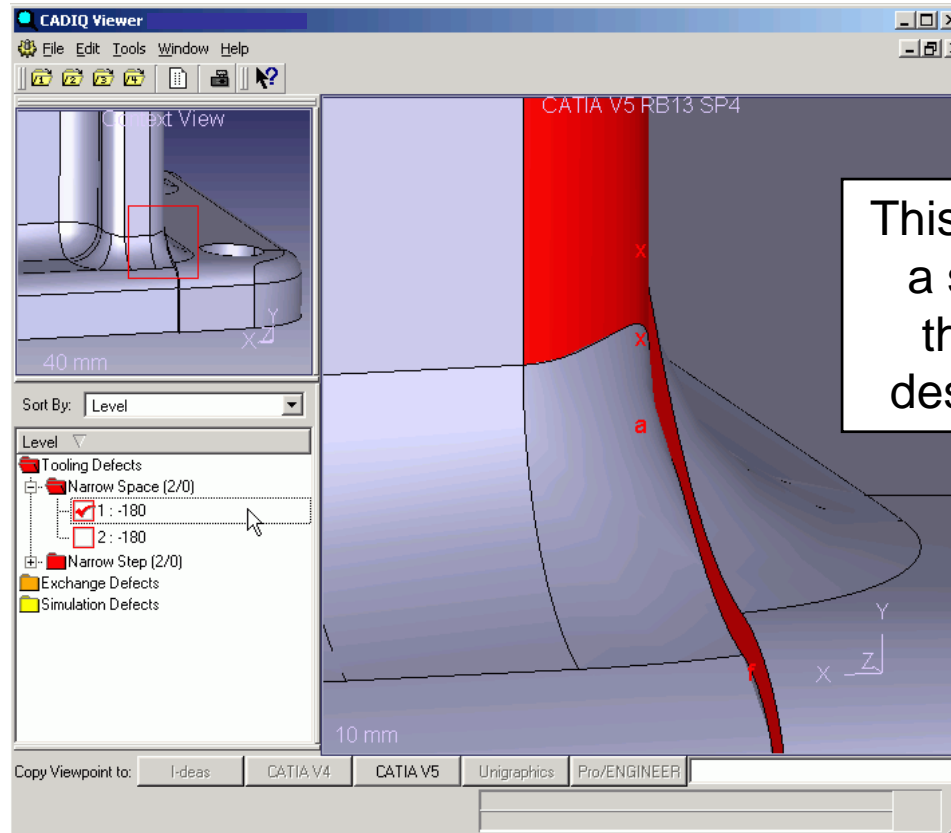 CADIQ Viewer
File Edit Tools Window Help
Context View
40 mm
Y
X Z
CATIA V5 RB13 SP4
x
x
a
f
Y
X Z
10 mm
This
a s
th
des
Sort By: Level
Level
Tooling Defects
Narrow Space (2/0)
1 : -180
2 : -180
Narrow Step (2/0)
Exchange Defects
Simulation Defects
Copy Viewpoint to: I-deas CATIA V4 CATIA V5 Unigraphics Pro/ENGINEER